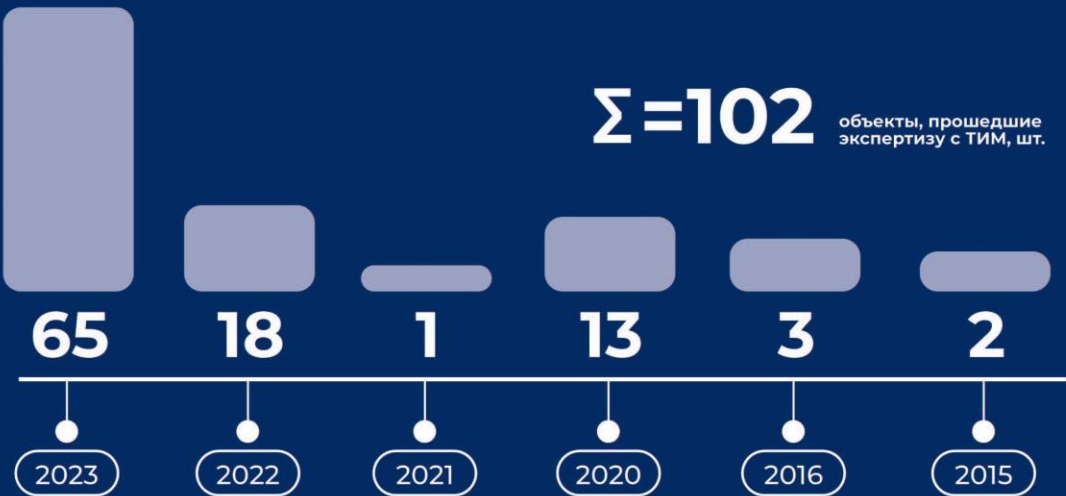 Σ=102
объекты, прошедшие
экспертизу с ТИМ, шт.
65 18 1 13 3 2
2023 2022 2021 2020 2016 2015